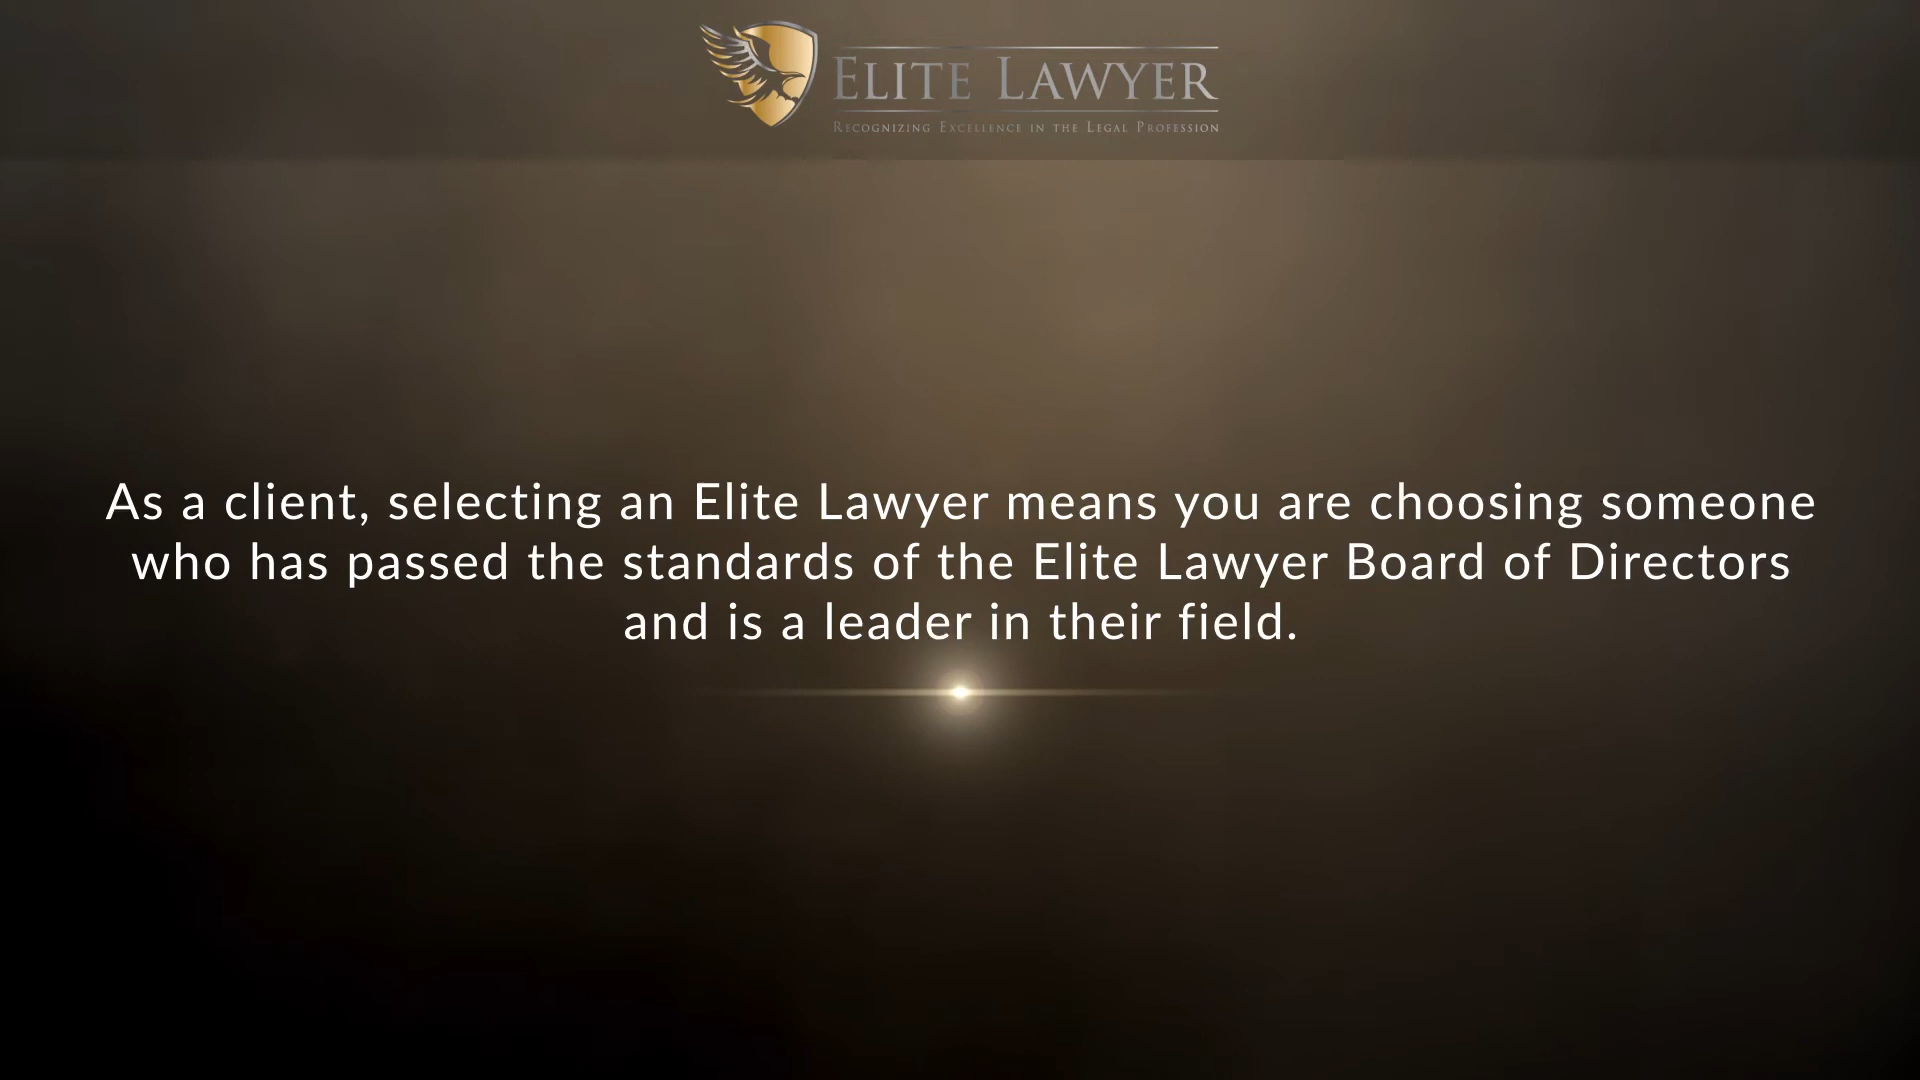 ELITE LAWYER
RECOGNIZING EXCELLENCE IN THE LEGAL PROFESSION
As a client, selecting an Elite Lawyer means you are choosing someone
who has passed the standards of the Elite Lawyer Board of Directors
and is a leader in their field.